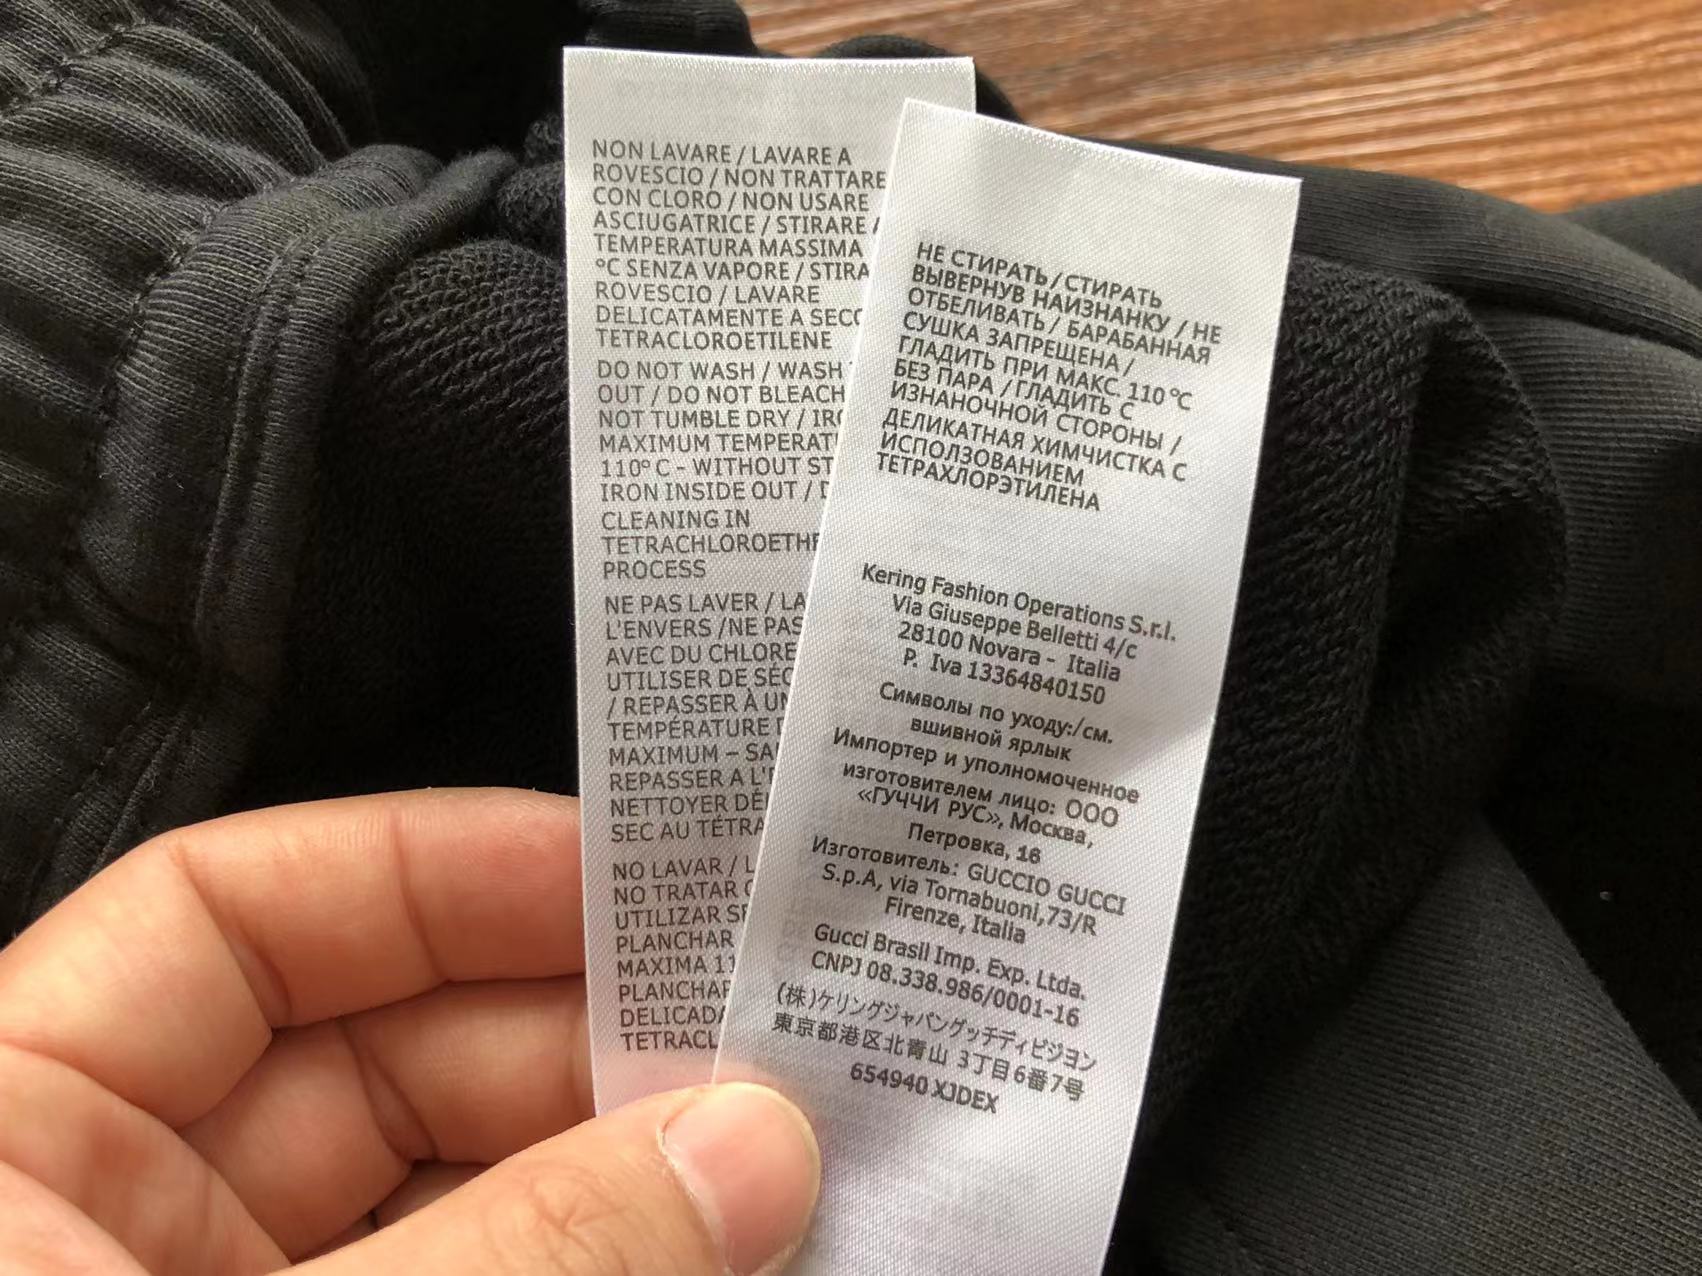 NON LAVARE / LAVARE A
ROVESCIO / NON TRATTARE
CON CLORO / NON USARE
ASCIUGATRICE / STIRARE
TEMPERATURA MASSIMA
°C SENZA VAPORE / STIRA
ROVESCIO / LAVARE
DELICATAMENTE A SECC
TETRACLOROETILENE
DO NOT WASH / WASH
OUT / DO NOT BLEACH
NOT TUMBLE DRY / IRO
MAXIMUM TEMPERAT
110°C - WITHOUT ST
IRON INSIDE OUT / D
CLEANING IN
TETRACHLOROETHE
PROCESS
NE PAS LAVER / LA
L'ENVERS /NE PAS
AVEC DU CHLORE
UTILISER DE SÉC
/ REPASSER À UN
TEMPÉRATURE D
MAXIMUM – SA
REPASSER A L'E
NETTOYER DÉL
SEC AU TÉTRA
NO LAVAR / L
NO TRATAR C
UTILIZAR SE
PLANCHAR
MAXIMA 11
PLANCHAR
DELICADA
TETRACL
НЕ СТИРАТЬ / СТИРАТЬ
ВЫВЕРНУВ НАИЗНАНКУ / НЕ
ОТБЕЛИВАТЬ / БАРАБАННАЯ
СУШКА ЗАПРЕЩЕНА /
ГЛАДИТЬ ПРИ МАКС. 110 °C
БЕЗ ПАРА / ГЛАДИТЬ С
ИЗНАНОЧНОЙ СТОРОНЫ /
ДЕЛИКАТНАЯ ХИМЧИСТКА С
ИСПОЛЬЗОВАНИЕМ
ТЕТРАХЛОРЭТИЛЕНА
Kering Fashion Operations S.r.l.
Via Giuseppe Belletti 4/c
28100 Novara - Italia
P. Iva 13364840150
Символы по уходу:/см.
вшивной ярлык
Импортер и уполномоченное
изготовителем лицо: ООО
«ГУЧЧИ РУС», Москва,
Петровка, 16
Изготовитель: GUCCIO GUCCI
S.p.A, via Tornabuoni,73/R
Firenze, Italia
Gucci Brasil Imp. Exp. Ltda.
CNPJ 08.338.986/0001-16
(株)ケリングジャパングッチディビジョン
東京都港区北青山 3丁目6番7号
654940 XJDEX